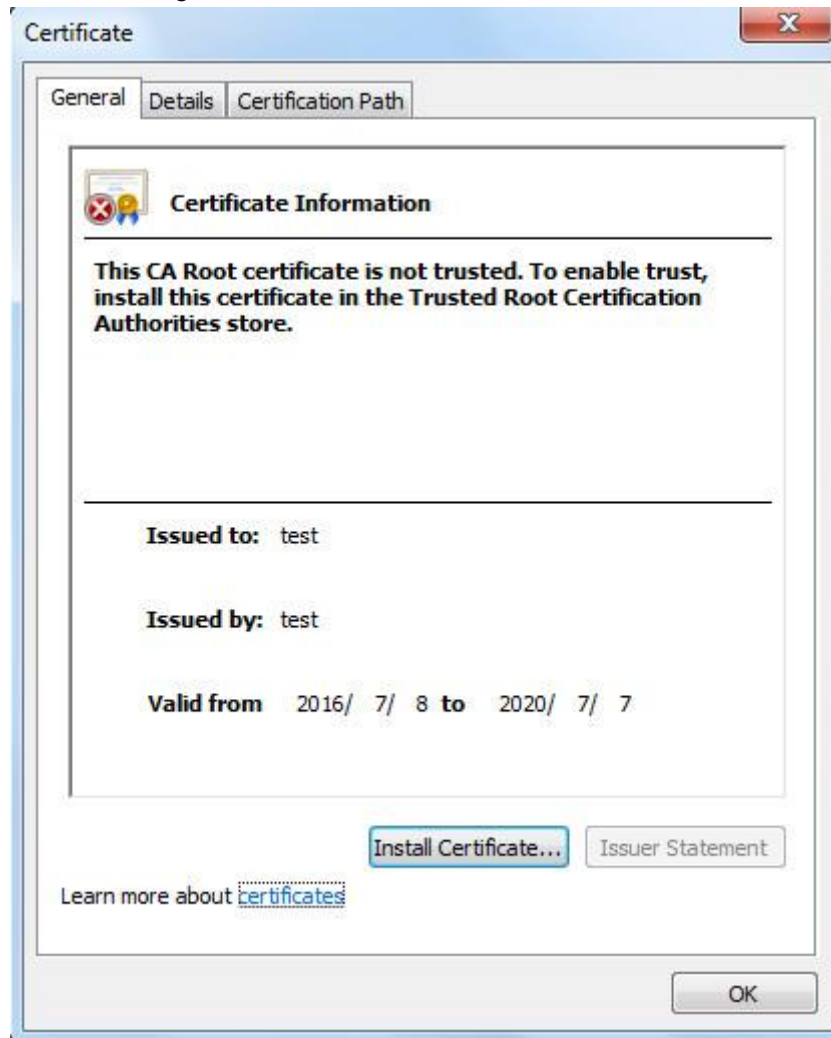 Certificate
General Details Certification Path
Certificate Information
This CA Root certificate is not trusted. To enable trust,
install this certificate in the Trusted Root Certification
Authorities store.
Issued to: test
Issued by: test
Valid from 2016/ 7/ 8 to 2020/ 7/ 7
Install Certificate... Issuer Statement
Learn more about certificates
OK